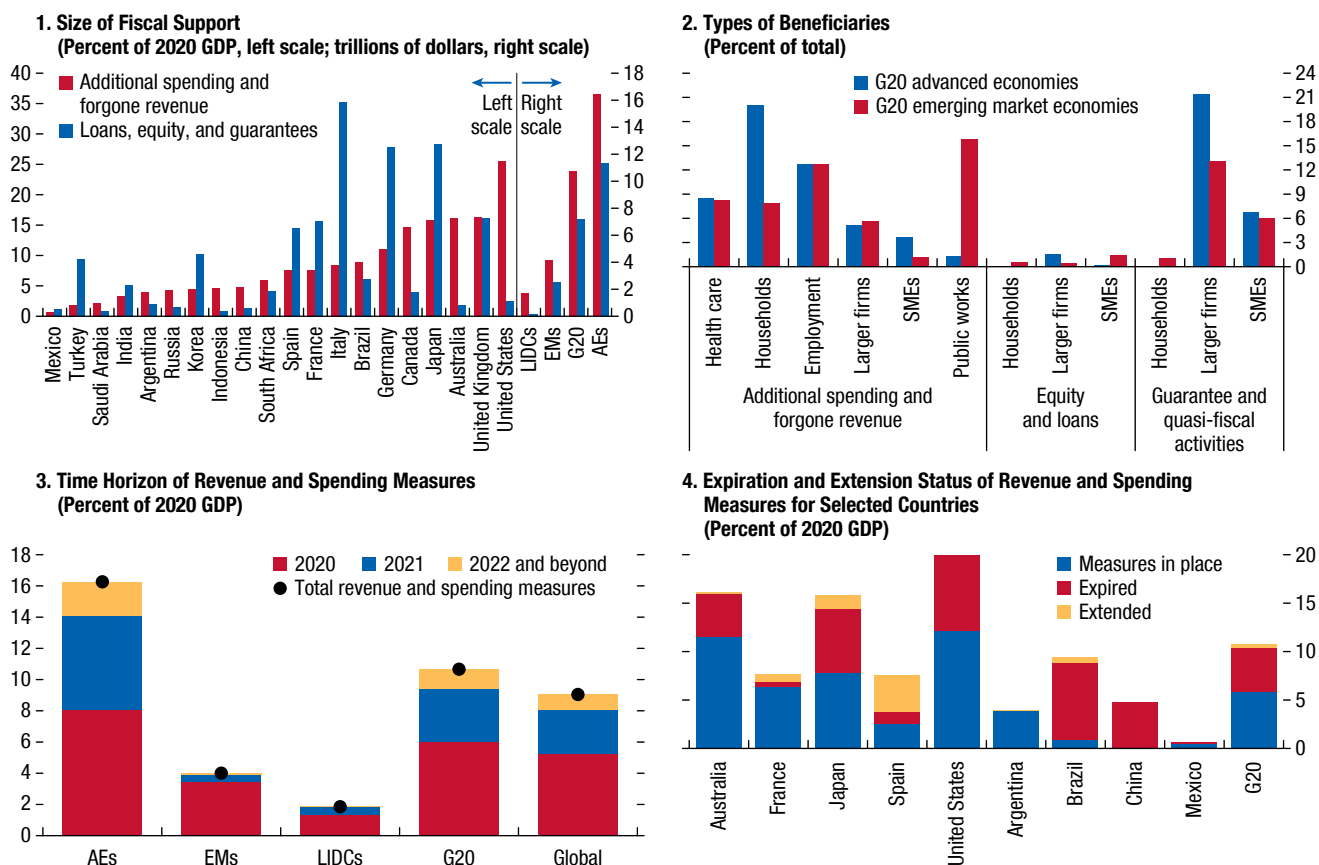 1. Size of Fiscal Support
(Percent of 2020 GDP, left scale; trillions of dollars, right scale)
40
35
30
25
20
15
10
5
0
18
16
14
12
10
8
6
4
2
0
Additional spending and
forgone revenue
Loans, equity, and guarantees
Left
scale
Right
scale
Mexico
Turkey
Saudi Arabia
India
Argentina
Russia
Korea
Indonesia
China
South Africa
Spain
France
Italy
Brazil
Germany
Canada
Japan
Australia
United Kingdom
United States
LIDCs
EMs
G20
AEs
2. Types of Beneficiaries
(Percent of total)
G20 advanced economies
G20 emerging market economies
24
21
18
15
12
9
6
3
0
Health care
Households
Employment
Larger firms
SMEs
Public works
Households
Larger firms
SMEs
Households
Larger firms
SMEs
Additional spending and
forgone revenue
Equity
and loans
Guarantee and
quasi-fiscal
activities
3. Time Horizon of Revenue and Spending Measures
(Percent of 2020 GDP)
18
16
14
12
10
8
6
4
2
0
2020
2021
2022 and beyond
Total revenue and spending measures
AEs
EMs
LIDCs
G20
Global
4. Expiration and Extension Status of Revenue and Spending
Measures for Selected Countries
(Percent of 2020 GDP)
Measures in place
Expired
Extended
20
15
10
5
0
Australia
France
Japan
Spain
United States
Argentina
Brazil
China
Mexico
G20